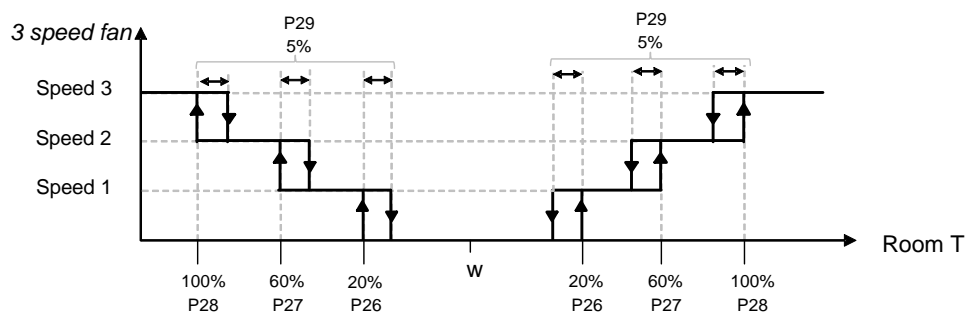 P29 P29
3 speed fan 5% 5%
Speed 3
Speed 2
Speed 1
Room T
w
100% 60% 20% 20% 60% 100%
P28 P27 P26 P26 P27 P28